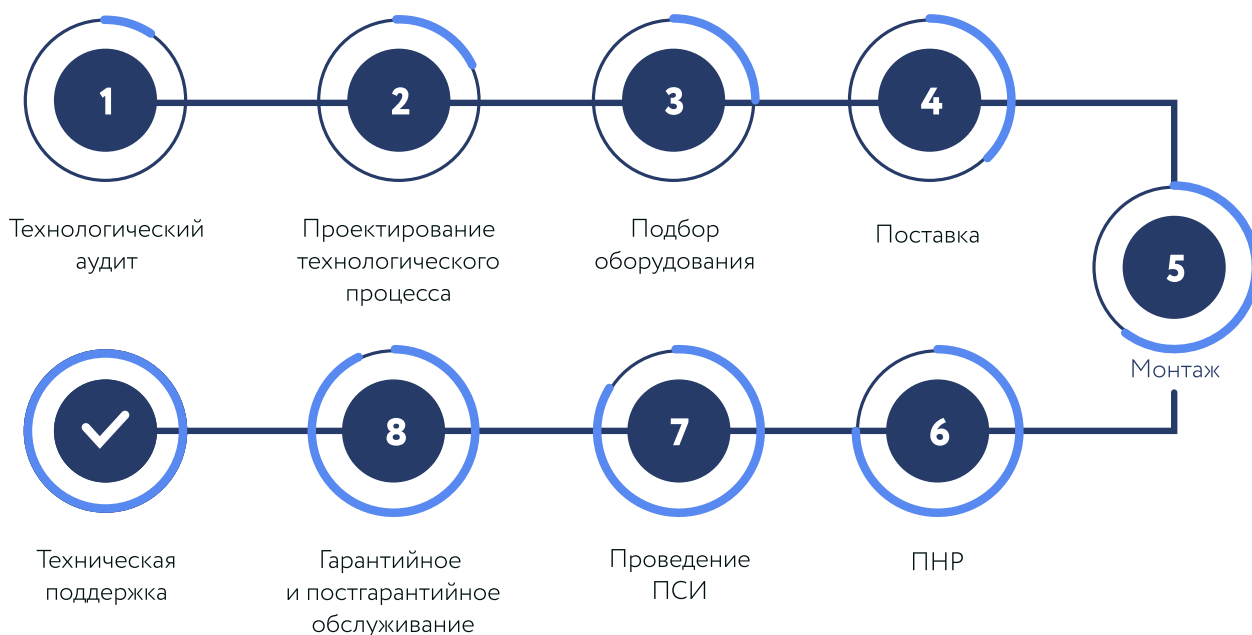 1
Технологический
аудит
2
Проектирование
технологического
процесса
3
Подбор
оборудования
4
Поставка
5
Монтаж
6
ПНР
7
Проведение
ПСИ
8
Гарантийное
и постгарантийное
обслуживание
Техническая
поддержка